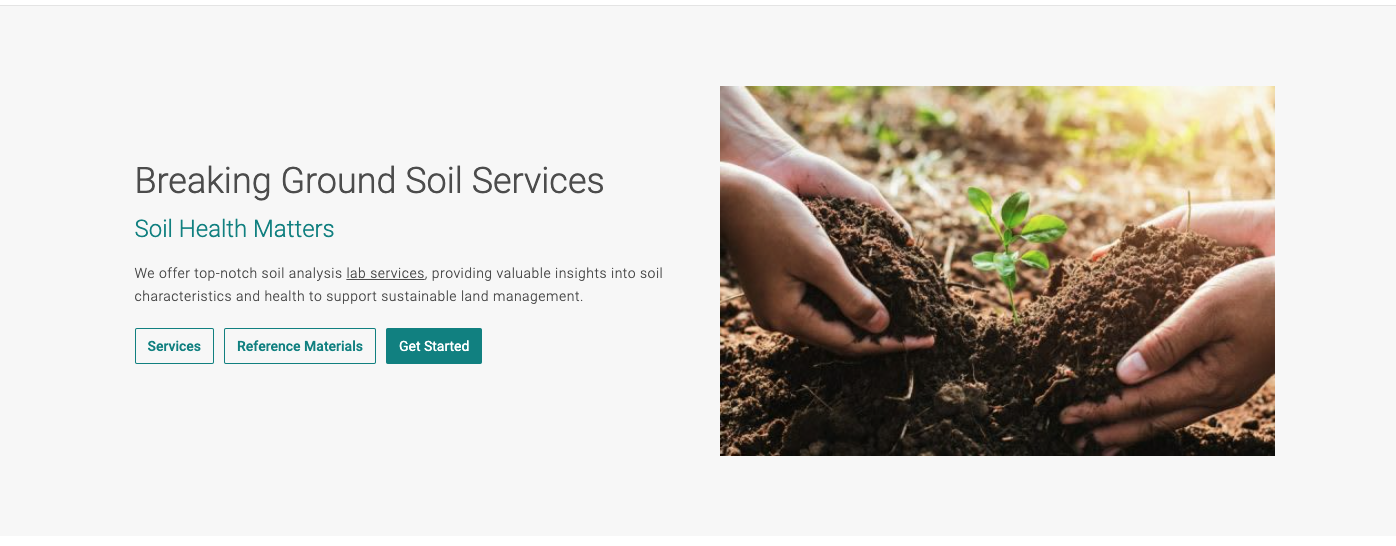 Breaking Ground Soil Services
Soil Health Matters
We offer top-notch soil analysis lab services, providing valuable insights into soil
characteristics and health to support sustainable land management.
Services
Reference Materials
Get Started